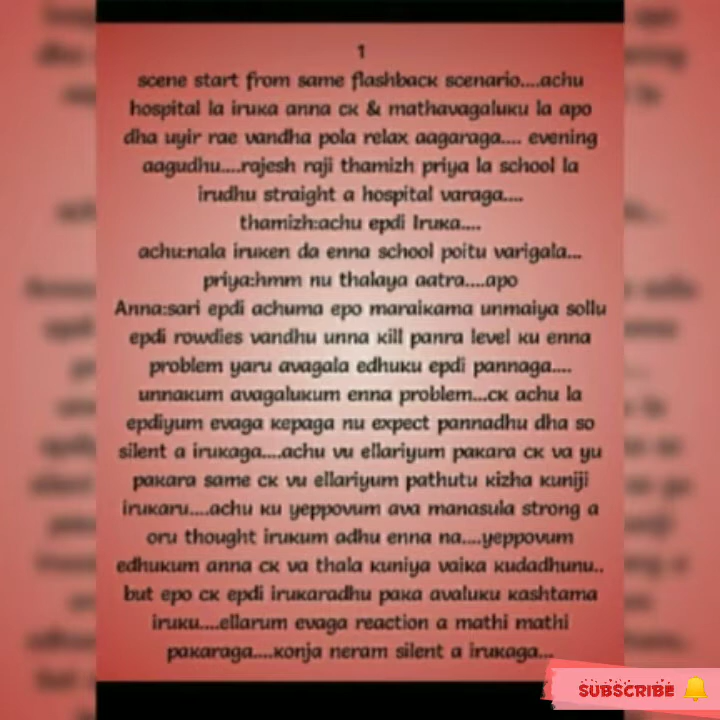 1
scene start from same flashback scenario....achu
hospital la iruka anna ck & mathavagaluku la apo
dha uyir rae vandha pola relax aagaraga.... evening
aagudhu....rajesh raji thamizh priya la school la
irudhu straight a hospital varaga....
thamizh:achu epdi Iruka....
achu:nala iruken da enna school poitu varigala...
priya:hmm nu thalaya aatra....apo
Anna:sari epdi achuma epo maraikama unmaiya sollu
epdi rowdies vandhu unna kill panra level ku enna
problem yaru avagala edhuku epdi pannaga....
unnakum avagalukum enna problem...ck achu la
epdiyum evaga kepaga nu expect pannadhu dha so
silent a irukaga....achu vu ellariyum pakara ck va yu
pakara same ck vu ellariyum pathutu kizha kuniji
irukaru....achu ku yeppovum ava manasula strong a
oru thought irukum adhu enna na....yeppovum
edhukum anna ck va thala kuniya vaika kudadhunu..
but epo ck epdi irukaradhu paka avaluku kashtama
iruku....ellarum evaga reaction a mathi mathi
pakaraga....konja neram silent a irukaga...
SUBSCRIBE